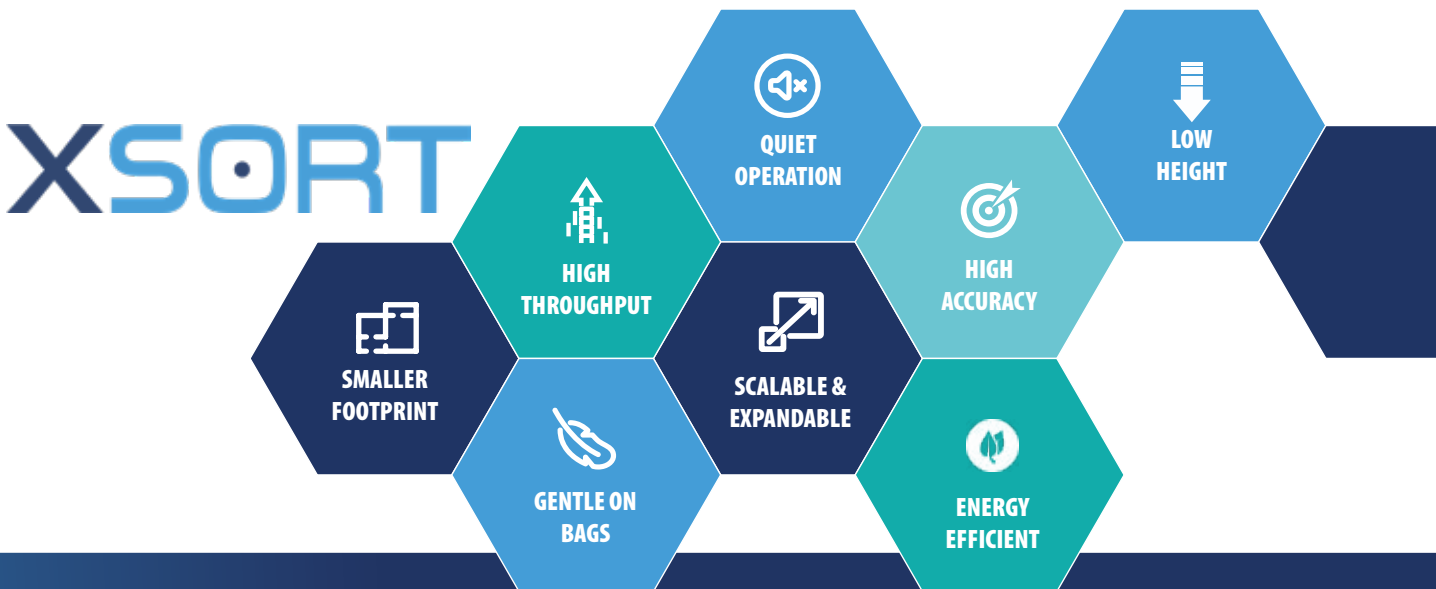 XSORT
QUIET
OPERATION
LOW
HEIGHT
HIGH
THROUGHPUT
HIGH
ACCURACY
SMALLER
FOOTPRINT
SCALABLE &
EXPANDABLE
GENTLE ON
BAGS
ENERGY
EFFICIENT